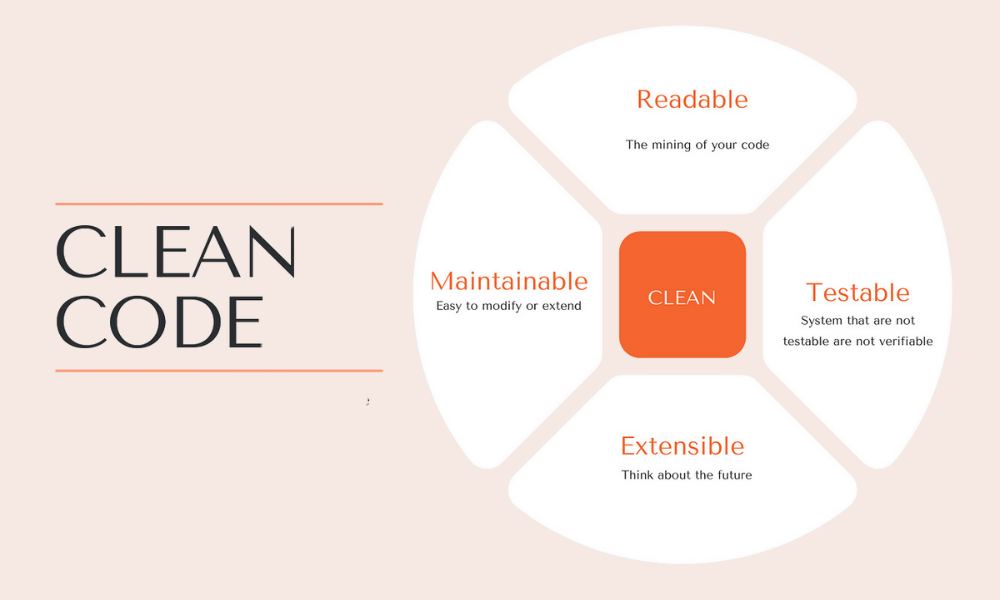 CLEAN
CODE
;
Readable
The mining of your code
Maintainable
Easy to modify or extend
CLEAN
Testable
System that are not
testable are not verifiable
Extensible
Think about the future